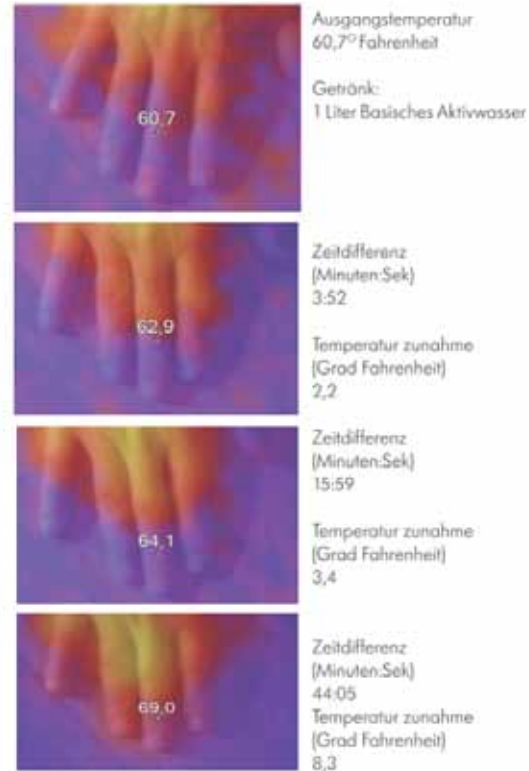 60,7
Ausgangstemperatur
60,7° Fahrenheit
Getränk:
1 Liter Basisches Aktivwasser
62,9
Zeitdifferenz
(Minuten:Sek)
3:52
Temperatur zunahme
(Grad Fahrenheit)
2,2
64,1
Zeitdifferenz
(Minuten:Sek)
15:59
Temperatur zunahme
(Grad Fahrenheit)
3,4
69,0
Zeitdifferenz
(Minuten:Sek)
44:05
Temperatur zunahme
(Grad Fahrenheit)
8,3